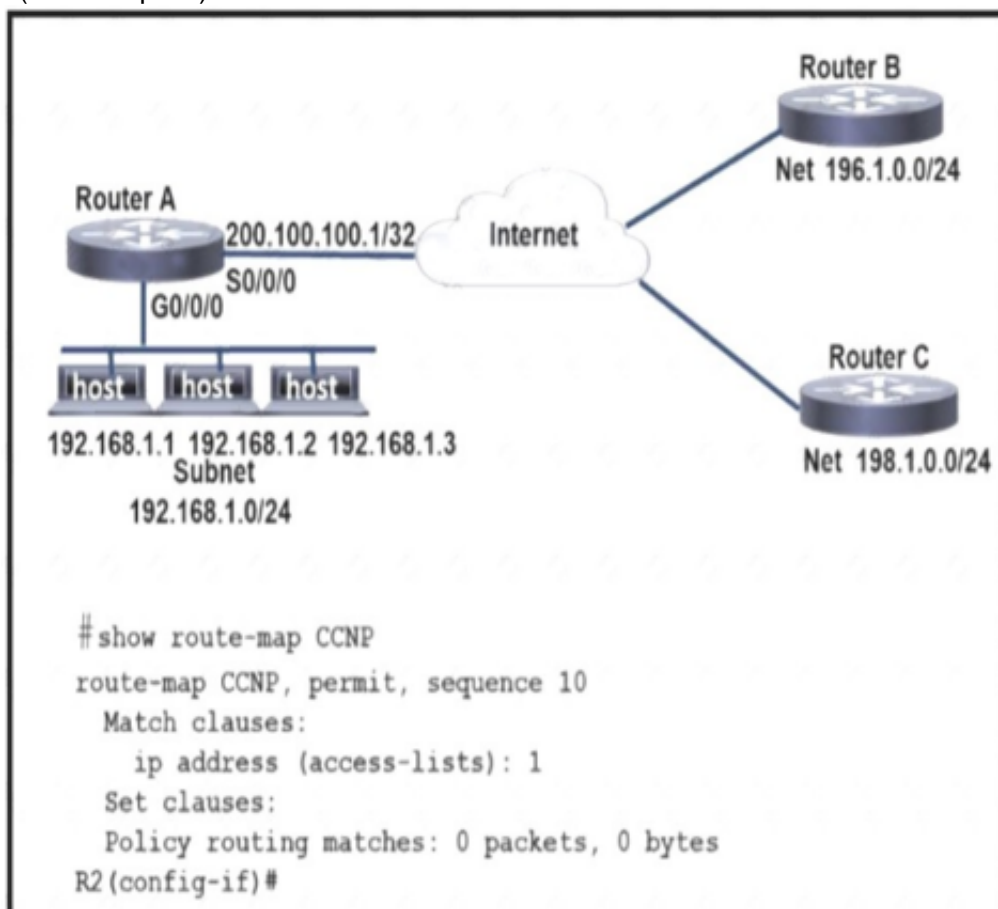 Router B
Net 196.1.0.0/24
Router A
200.100.100.1/32
Internet
S0/0/0
G0/0/0
Router C
host host host
192.168.1.1 192.168.1.2 192.168.1.3
Net 198.1.0.0/24
Subnet
192.168.1.0/24
#show route-map CCNP
route-map CCNP, permit, sequence 10
Match clauses:
ip address (access-lists): 1
Set clauses:
Policy routing matches: 0 packets, 0 bytes
R2(config-if)#